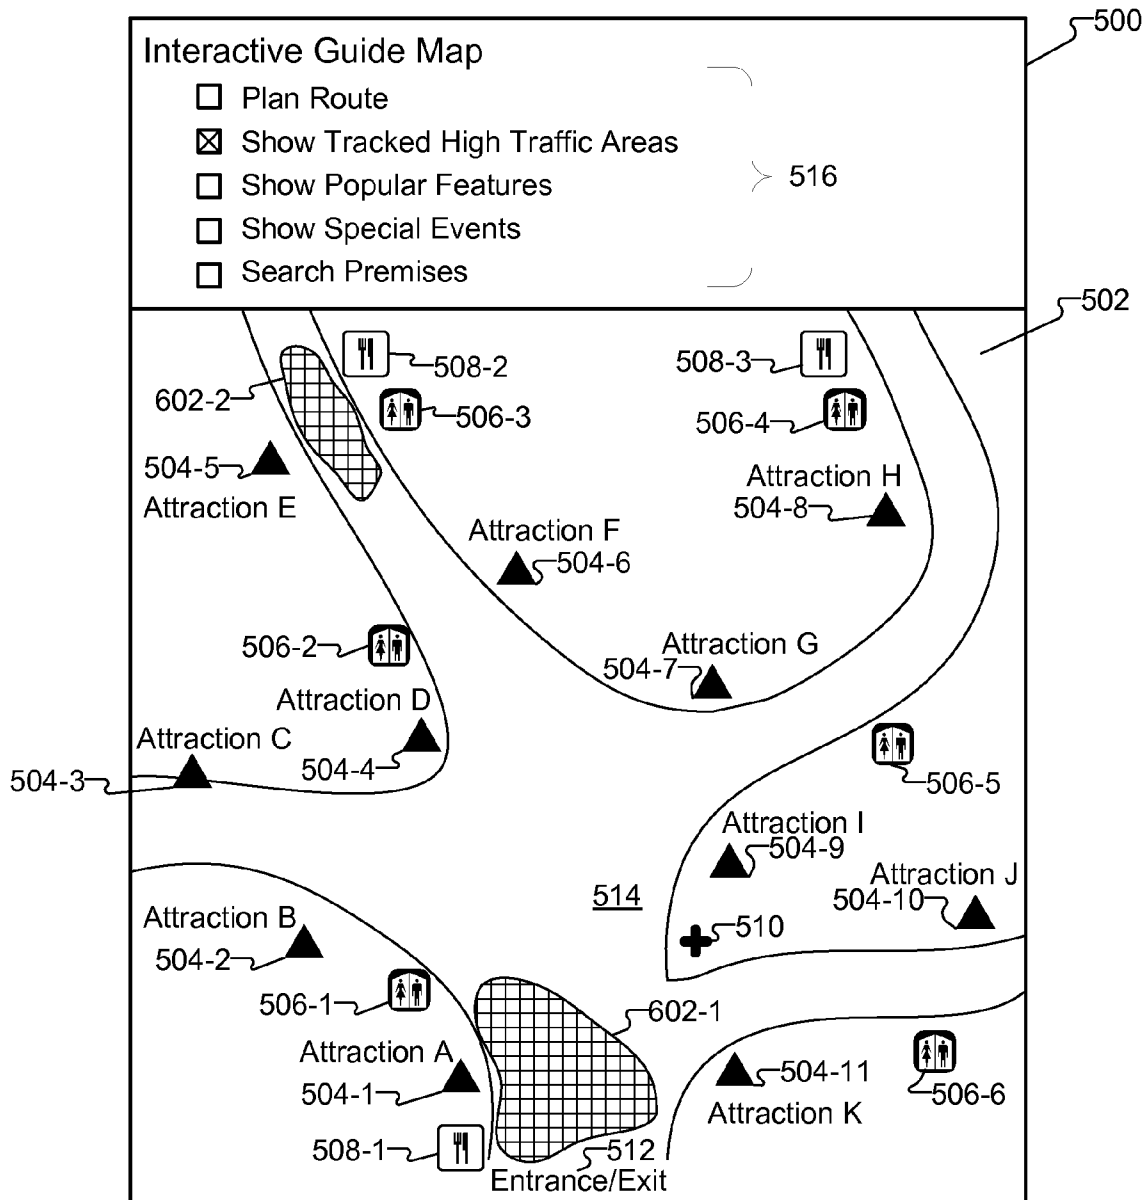 500
Interactive Guide Map
Plan Route
Show Tracked High Traffic Areas
Show Popular Features
516
Show Special Events
Search Premises
502
508-2
508-3
602-2
506-3
506-4
504-5
Attraction H
Attraction E
504-8
Attraction F
504-6
506-2
Attraction G
504-7
Attraction D
Attraction C
504-4
504-3
506-5
Attraction I
504-9
Attraction J
514
504-10
Attraction B
510
504-2
506-1
602-1
Attraction A
504-1
504-11
506-6
Attraction K
508-1
512
Entrance/Exit